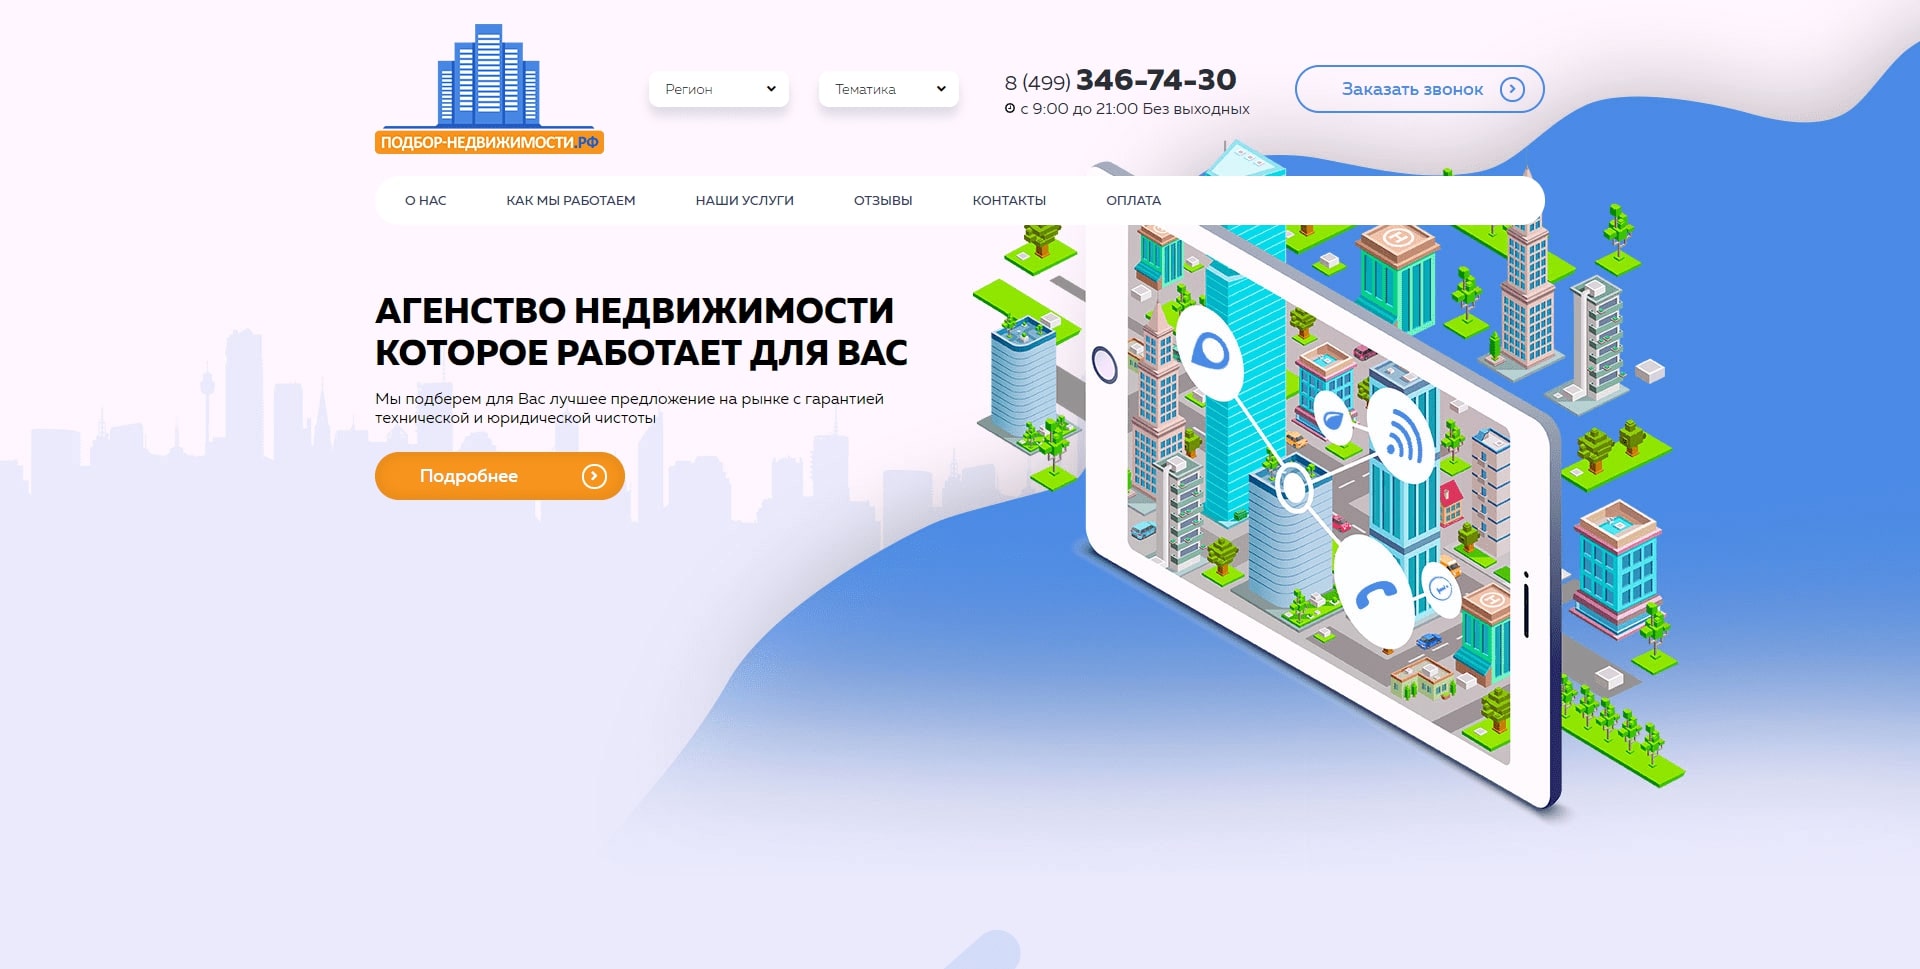 ПОДБОР-НЕДВИЖИМОСТИ.РФ
Регион
Тематика
8 (499) 346-74-30
с 9:00 до 21:00 Без выходных
Заказать звонок
О НАС
КАК МЫ РАБОТАЕМ
НАШИ УСЛУГИ
ОТЗЫВЫ
КОНТАКТЫ
ОПЛАТА
АГЕНСТВО НЕДВИЖИМОСТИ
КОТОРОЕ РАБОТАЕТ ДЛЯ ВАС
Мы подберем для Вас лучшее предложение на рынке с гарантией
технической и юридической чистоты
Подробнее